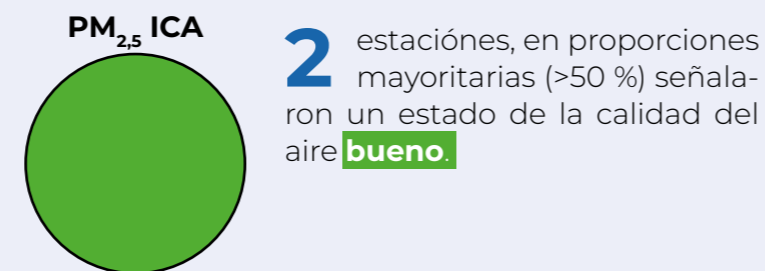 PM2,5 ICA
2 estaciónes, en proporciones
mayoritarias (>50 %) señala-
ron un estado de la calidad del
aire bueno.